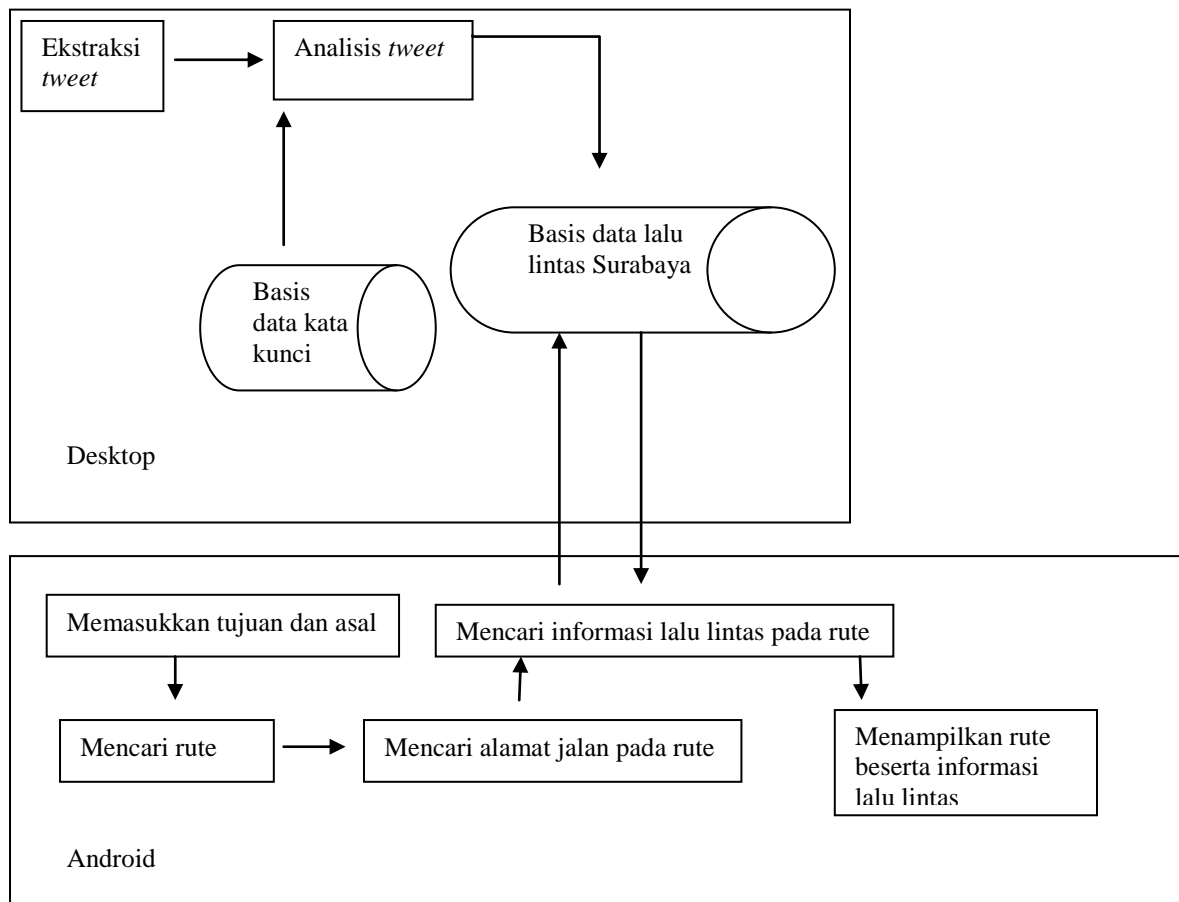 Ekstraksi
tweet
Analisis tweet
Basis data lalu
lintas Surabaya
Basis
data kata
kunci
Desktop
Memasukkan tujuan dan asal
Mencari informasi lalu lintas pada rute
Mencari rute
Mencari alamat jalan pada rute
Menampilkan rute
beserta informasi
lalu lintas
Android